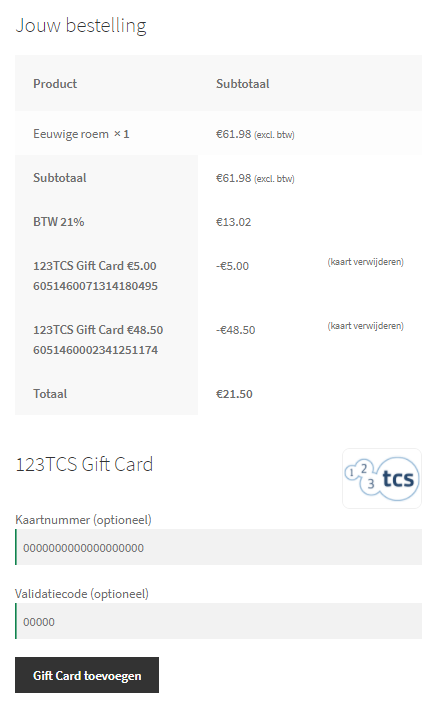 Jouw bestelling
Product Subtotaal
Eeuwige roem × 1 €61.98 (excl. btw)
Subtotaal €61.98 (excl. btw)
BTW 21% €13.02
123TCS Gift Card €5.00 -€5.00 (kaart verwijderen)
6051460071314180495
123TCS Gift Card €48.50 -€48.50 (kaart verwijderen)
6051460002341251174
Totaal €21.50
123TCS Gift Card
1 2 3 tcs
Kaartnummer (optioneel)
0000000000000000000
Validatiecode (optioneel)
00000
Gift Card toevoegen